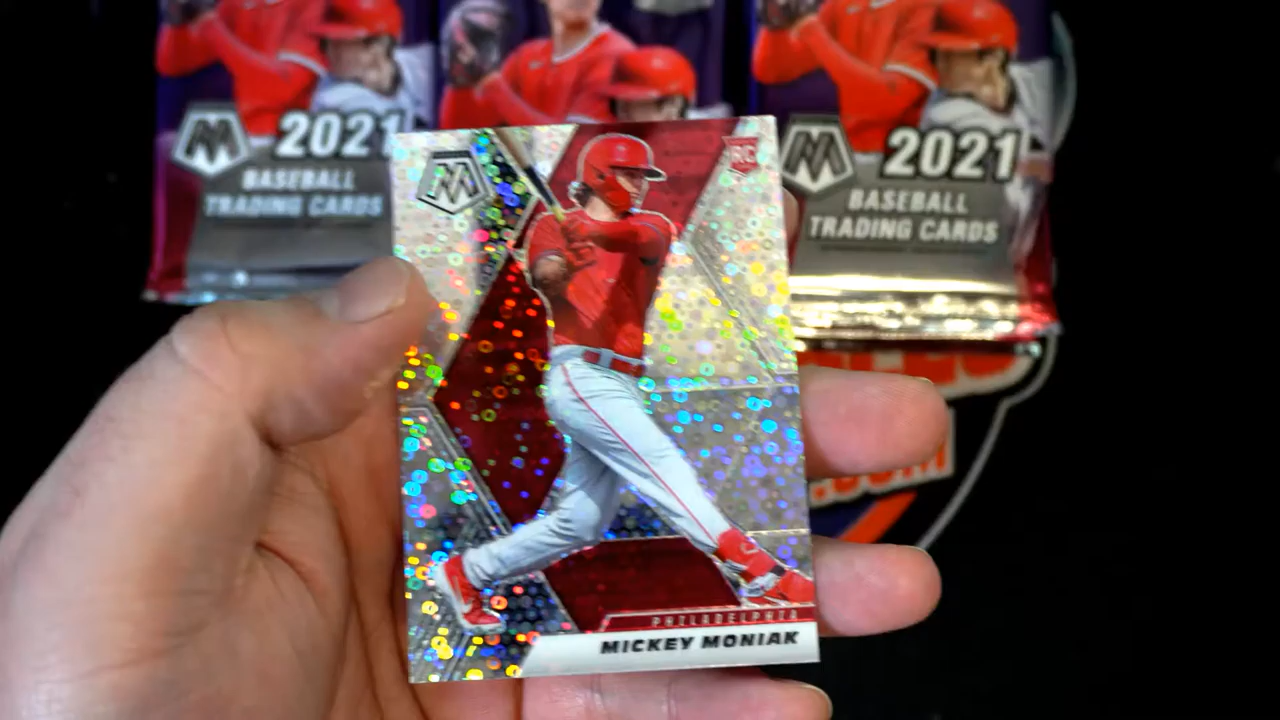 2021
BASEBALL
TRADING CARDS
2021
BASEBALL
TRADING CARDS
RC
PHILADELPHIA
MICKEY MONIAK